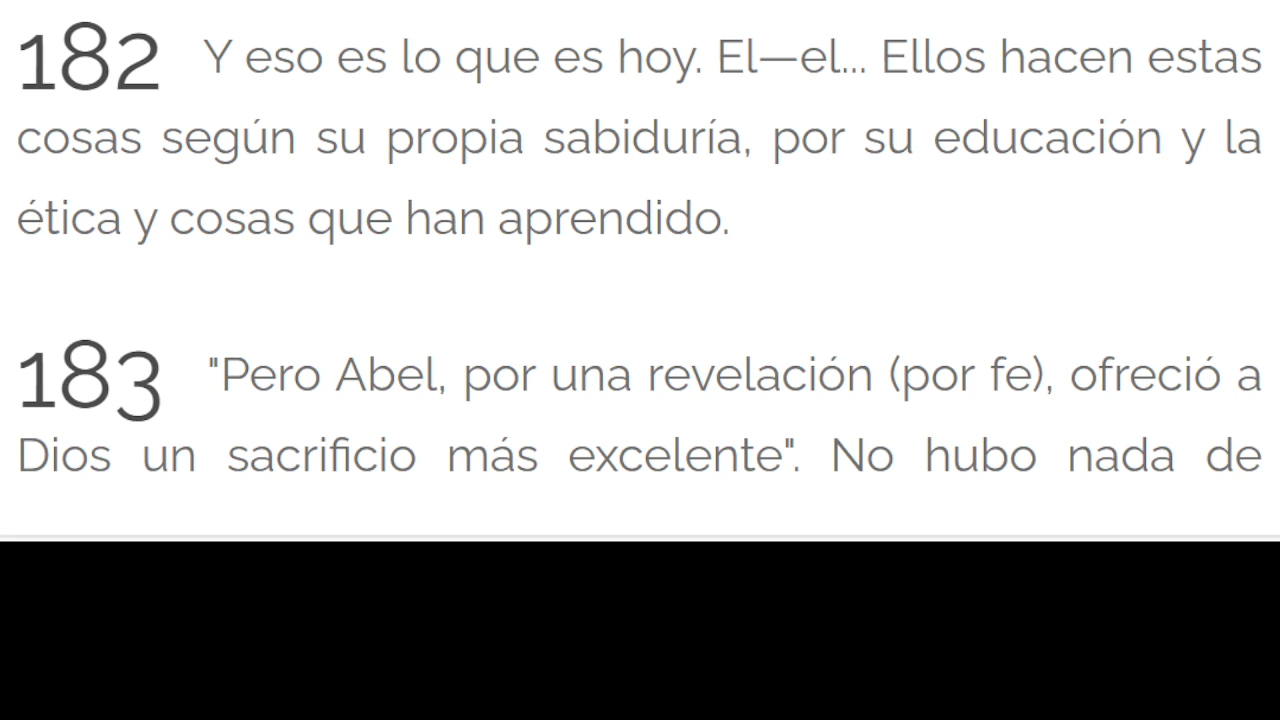 182 Y eso es lo que es hoy. El—el... Ellos hacen estas
cosas según su propia sabiduría, por su educación y la
ética y cosas que han aprendido.
183 "Pero Abel, por una revelación (por fe), ofreció a
Dios un sacrificio más excelente". No hubo nada de